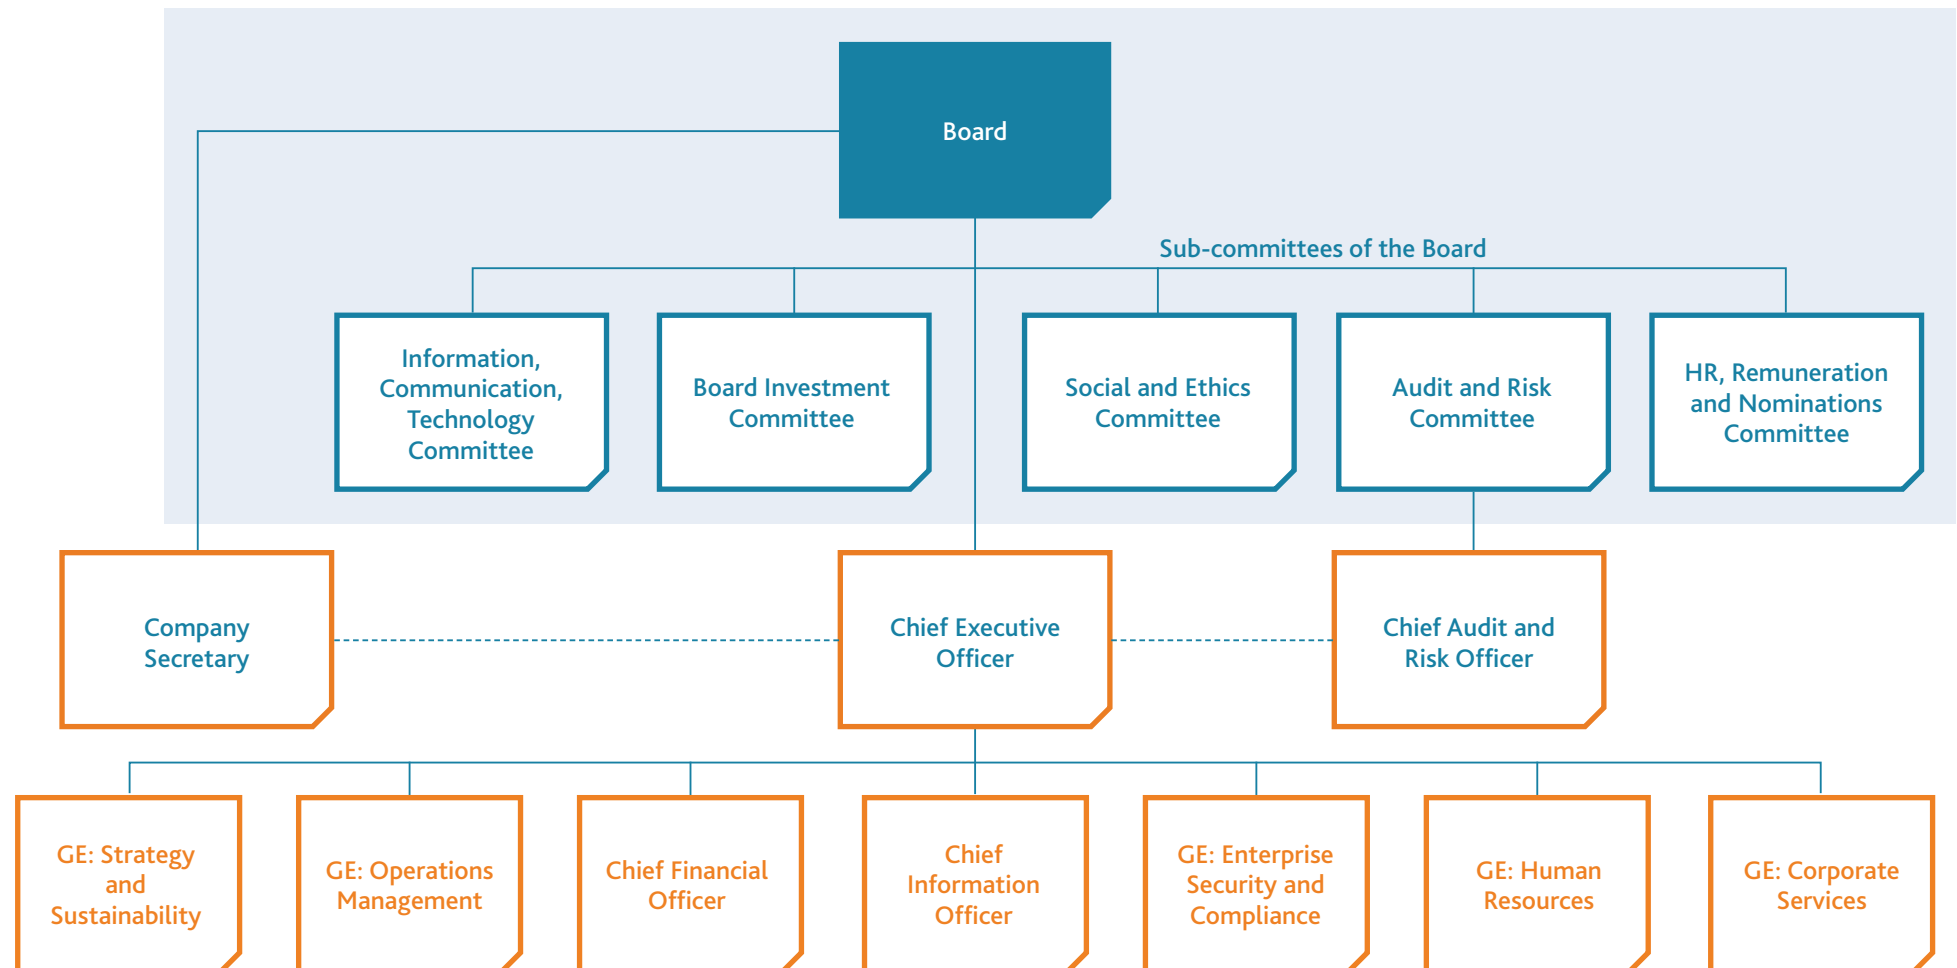 Board
Sub-committees of the Board
Information,
Communication,
Technology
Committee
Board Investment
Committee
Social and Ethics
Committee
Audit and Risk
Committee
HR, Remuneration
and Nominations
Committee
Company
Secretary
Chief Executive
Officer
Chief Audit and
Risk Officer
GE: Strategy
and
Sustainability
GE: Operations
Management
Chief Financial
Officer
Chief
Information
Officer
GE: Enterprise
Security and
Compliance
GE: Human
Resources
GE: Corporate
Services